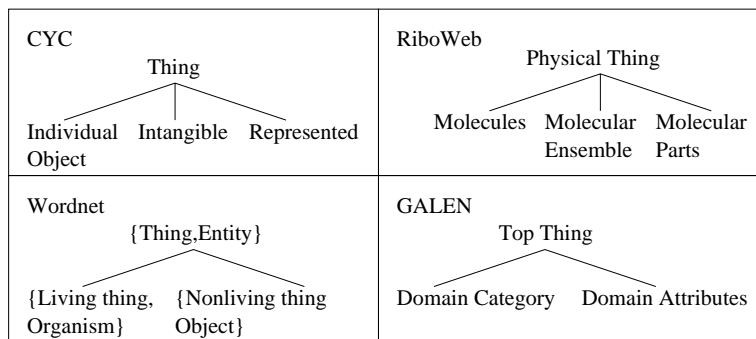 CYC
Thing
Individual Object
Intangible
Represented
RiboWeb
Physical Thing
Molecules
Molecular Ensemble
Molecular Parts
Wordnet
{Thing,Entity}
{Living thing,
Organism}
{Nonliving thing
Object}
GALEN
Top Thing
Domain Category
Domain Attributes